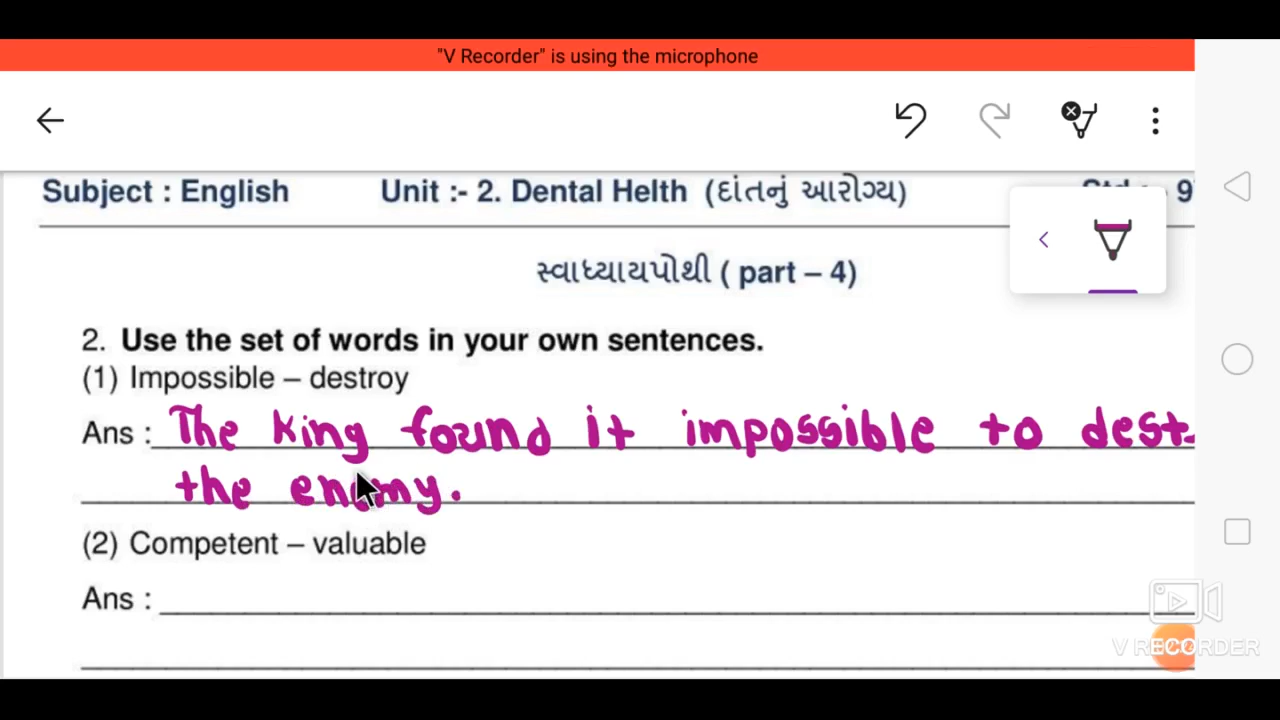 "V Recorder" is using the microphone
Subject : English Unit :- 2. Dental Helth (દાંતનું આરોગ્ય) 9
સ્વાધ્યાયપોથી ( part – 4)
2. Use the set of words in your own sentences.
(1) Impossible – destroy
Ans : The King found it impossible to dest
the enemy.
(2) Competent – valuable
Ans :
V RECORDER